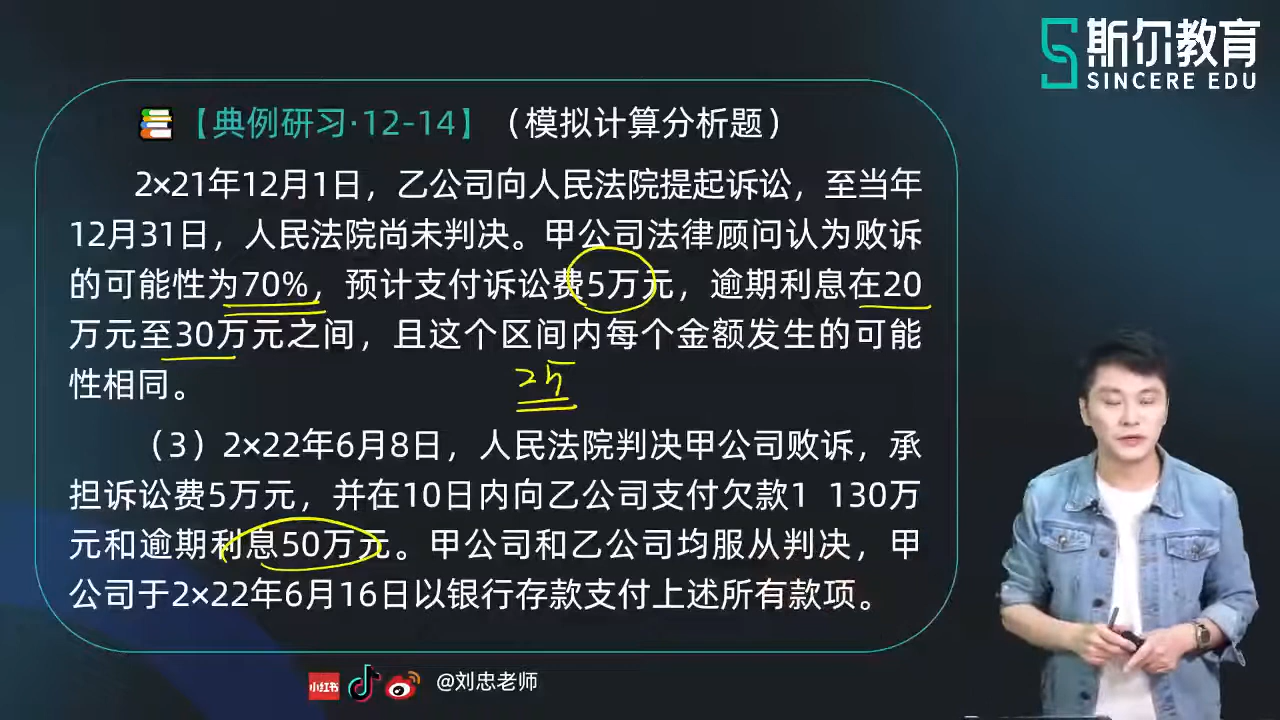 斯尔教育
SINCERE EDU
【典例研习·12-14】（模拟计算分析题）
2×21年12月1日，乙公司向人民法院提起诉讼，至当年
12月31日，人民法院尚未判决。甲公司法律顾问认为败诉
的可能性为70%，预计支付诉讼费5万元，逾期利息在20
万元至30万元之间，且这个区间内每个金额发生的可能
性相同。
25
（3）2×22年6月8日，人民法院判决甲公司败诉，承
担诉讼费5万元，并在10日内向乙公司支付欠款1 130万
元和逾期利息50万元。甲公司和乙公司均服从判决，甲
公司于2×22年6月16日以银行存款支付上述所有款项。
小红书 @刘忠老师